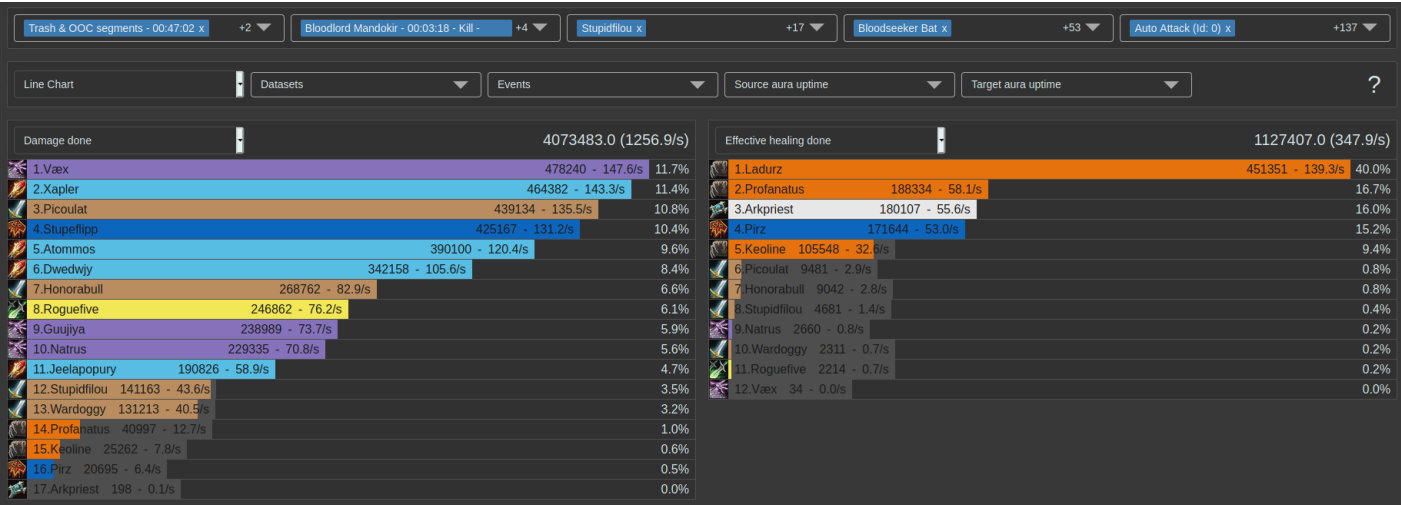 Trash & OOC segments - 00:47:02 x +2 Bloodlord Mandokir - 00:03:18 - Kill - +4 Stupidfilou x +17 Bloodseeker Bat x +53 Auto Attack (Id: 0) x +137
Line Chart Datasets Events Source aura uptime Target aura uptime ?
Damage done 4073483.0 (1256.9/s)
1.Væx 478240 - 147.6/s 11.7%
2.Xapler 464382 - 143.3/s 11.4%
3.Picoulat 439134 - 135.5/s 10.8%
4.Stupeflipp 425167 - 131.2/s 10.4%
5.Atommos 390100 - 120.4/s 9.6%
6.Dwedwjy 342158 - 105.6/s 8.4%
7.Honorabull 268762 - 82.9/s 6.6%
8.Roguefive 246862 - 76.2/s 6.1%
9.Guujiya 238989 - 73.7/s 5.9%
10.Natrus 229335 - 70.8/s 5.6%
11.Jeelapopury 190826 - 58.9/s 4.7%
12.Stupidfilou 141163 - 43.6/s 3.5%
13.Wardoggy 131213 - 40.5/s 3.2%
14.Profanatus 40997 - 12.7/s 1.0%
15.Keoline 25262 - 7.8/s 0.6%
16.Pirz 20695 - 6.4/s 0.5%
17.Arkpriest 198 - 0.1/s 0.0%
Effective healing done 1127407.0 (347.9/s)
1.Ladurz 451351 - 139.3/s 40.0%
2.Profanatus 188334 - 58.1/s 16.7%
3.Arkpriest 180107 - 55.6/s 16.0%
4.Pirz 171644 - 53.0/s 15.2%
5.Keoline 105548 - 32.6/s 9.4%
6.Picoulat 9481 - 2.9/s 0.8%
7.Honorabull 9042 - 2.8/s 0.8%
8.Stupidfilou 4681 - 1.4/s 0.4%
9.Natrus 2660 - 0.8/s 0.2%
10.Wardoggy 2311 - 0.7/s 0.2%
11.Roguefive 2214 - 0.7/s 0.2%
12.Væx 34 - 0.0/s 0.0%